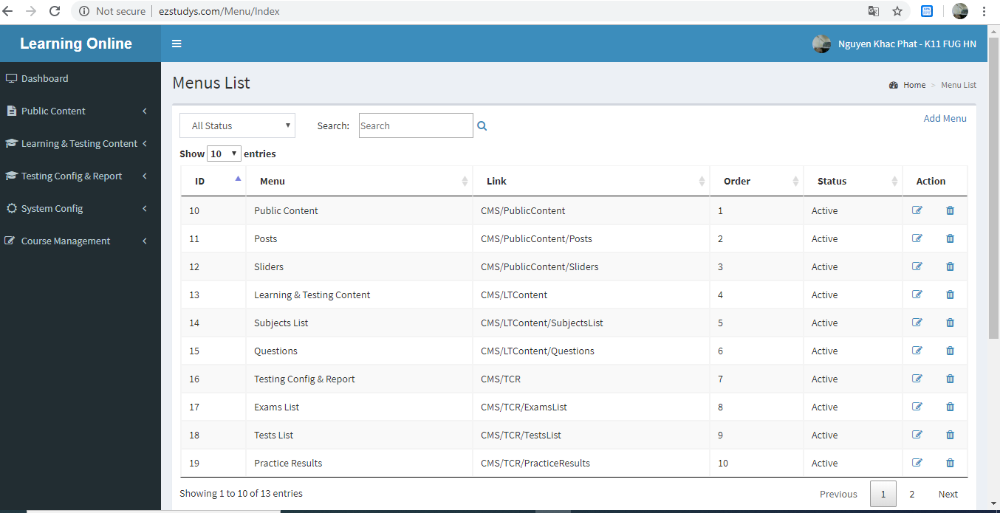 Not secure | ezstudys.com/Menu/Index
Learning Online
Nguyen Khac Phat - K11 FUG HN
Dashboard
Public Content
Learning & Testing Content
Testing Config & Report
System Config
Course Management
Menus List
Home > Menu List
All Status Search: Search
Add Menu
Show 10 entries
ID Menu Link Order Status Action
10 Public Content CMS/PublicContent 1 Active
11 Posts CMS/PublicContent/Posts 2 Active
12 Sliders CMS/PublicContent/Sliders 3 Active
13 Learning & Testing Content CMS/LTContent 4 Active
14 Subjects List CMS/LTContent/SubjectsList 5 Active
15 Questions CMS/LTContent/Questions 6 Active
16 Testing Config & Report CMS/TCR 7 Active
17 Exams List CMS/TCR/ExamsList 8 Active
18 Tests List CMS/TCR/TestsList 9 Active
19 Practice Results CMS/TCR/PracticeResults 10 Active
Showing 1 to 10 of 13 entries
Previous 1 2 Next